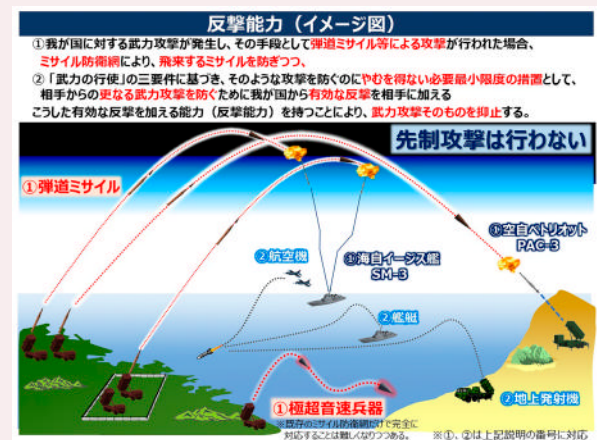 反撃能力（イメージ図）
①我が国に対する武力攻撃が発生し、その手段として弾道ミサイル等による攻撃が行われた場合、
ミサイル防衛網により、飛来するミサイルを防ぎつつ、
②「武力の行使」の三要件に基づき、そのような攻撃を防ぐのにやむを得ない必要最小限度の措置として、
相手からの更なる武力攻撃を防ぐために我が国から有効な反撃を相手に加える
こうした有効な反撃を加える能力（反撃能力）を持つことにより、武力攻撃そのものを抑止する。
先制攻撃は行わない
①弾道ミサイル
①空自ペトリオット
PAC-3
②航空機
①海自イージス艦
SM-3
②艦艇
①極超音速兵器
②地上発射機
※既存のミサイル防衛網だけで完全に
対応することは難しくなりつつある。
※①、②は上記説明の番号に対応